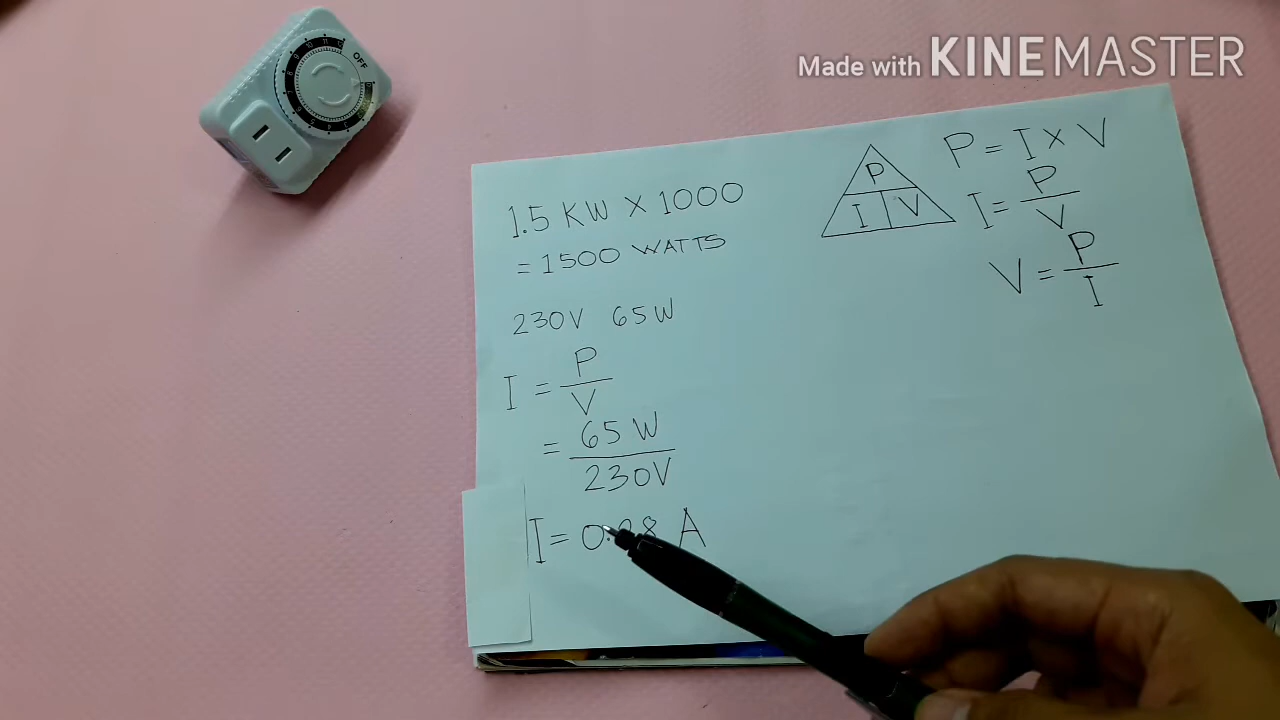 Made with KINEMASTER
OFF
1.5 KW X 1000
= 1500 WATTS
230V 65W
I = P
V
= 65 W
230V
I = A
P
I V
P = I X V
I = P
V
V = P
I